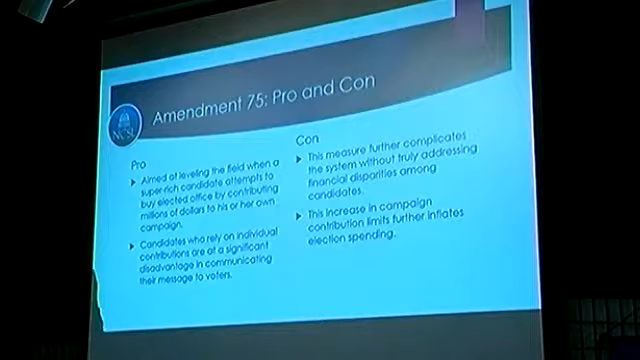 Amendment 75: Pro and Con
NCSL
Pro
Aimed at leveling the field when a
super-rich candidate attempts to
buy elected office by contributing
millions of dollars to his or her own
campaign.
Candidates who rely on individual
contributions are at a significant
disadvantage in communicating
their message to voters.
Con
This measure further complicates
the system without truly addressing
financial disparities among
candidates.
This increase in campaign
contribution limits further inflates
election spending.